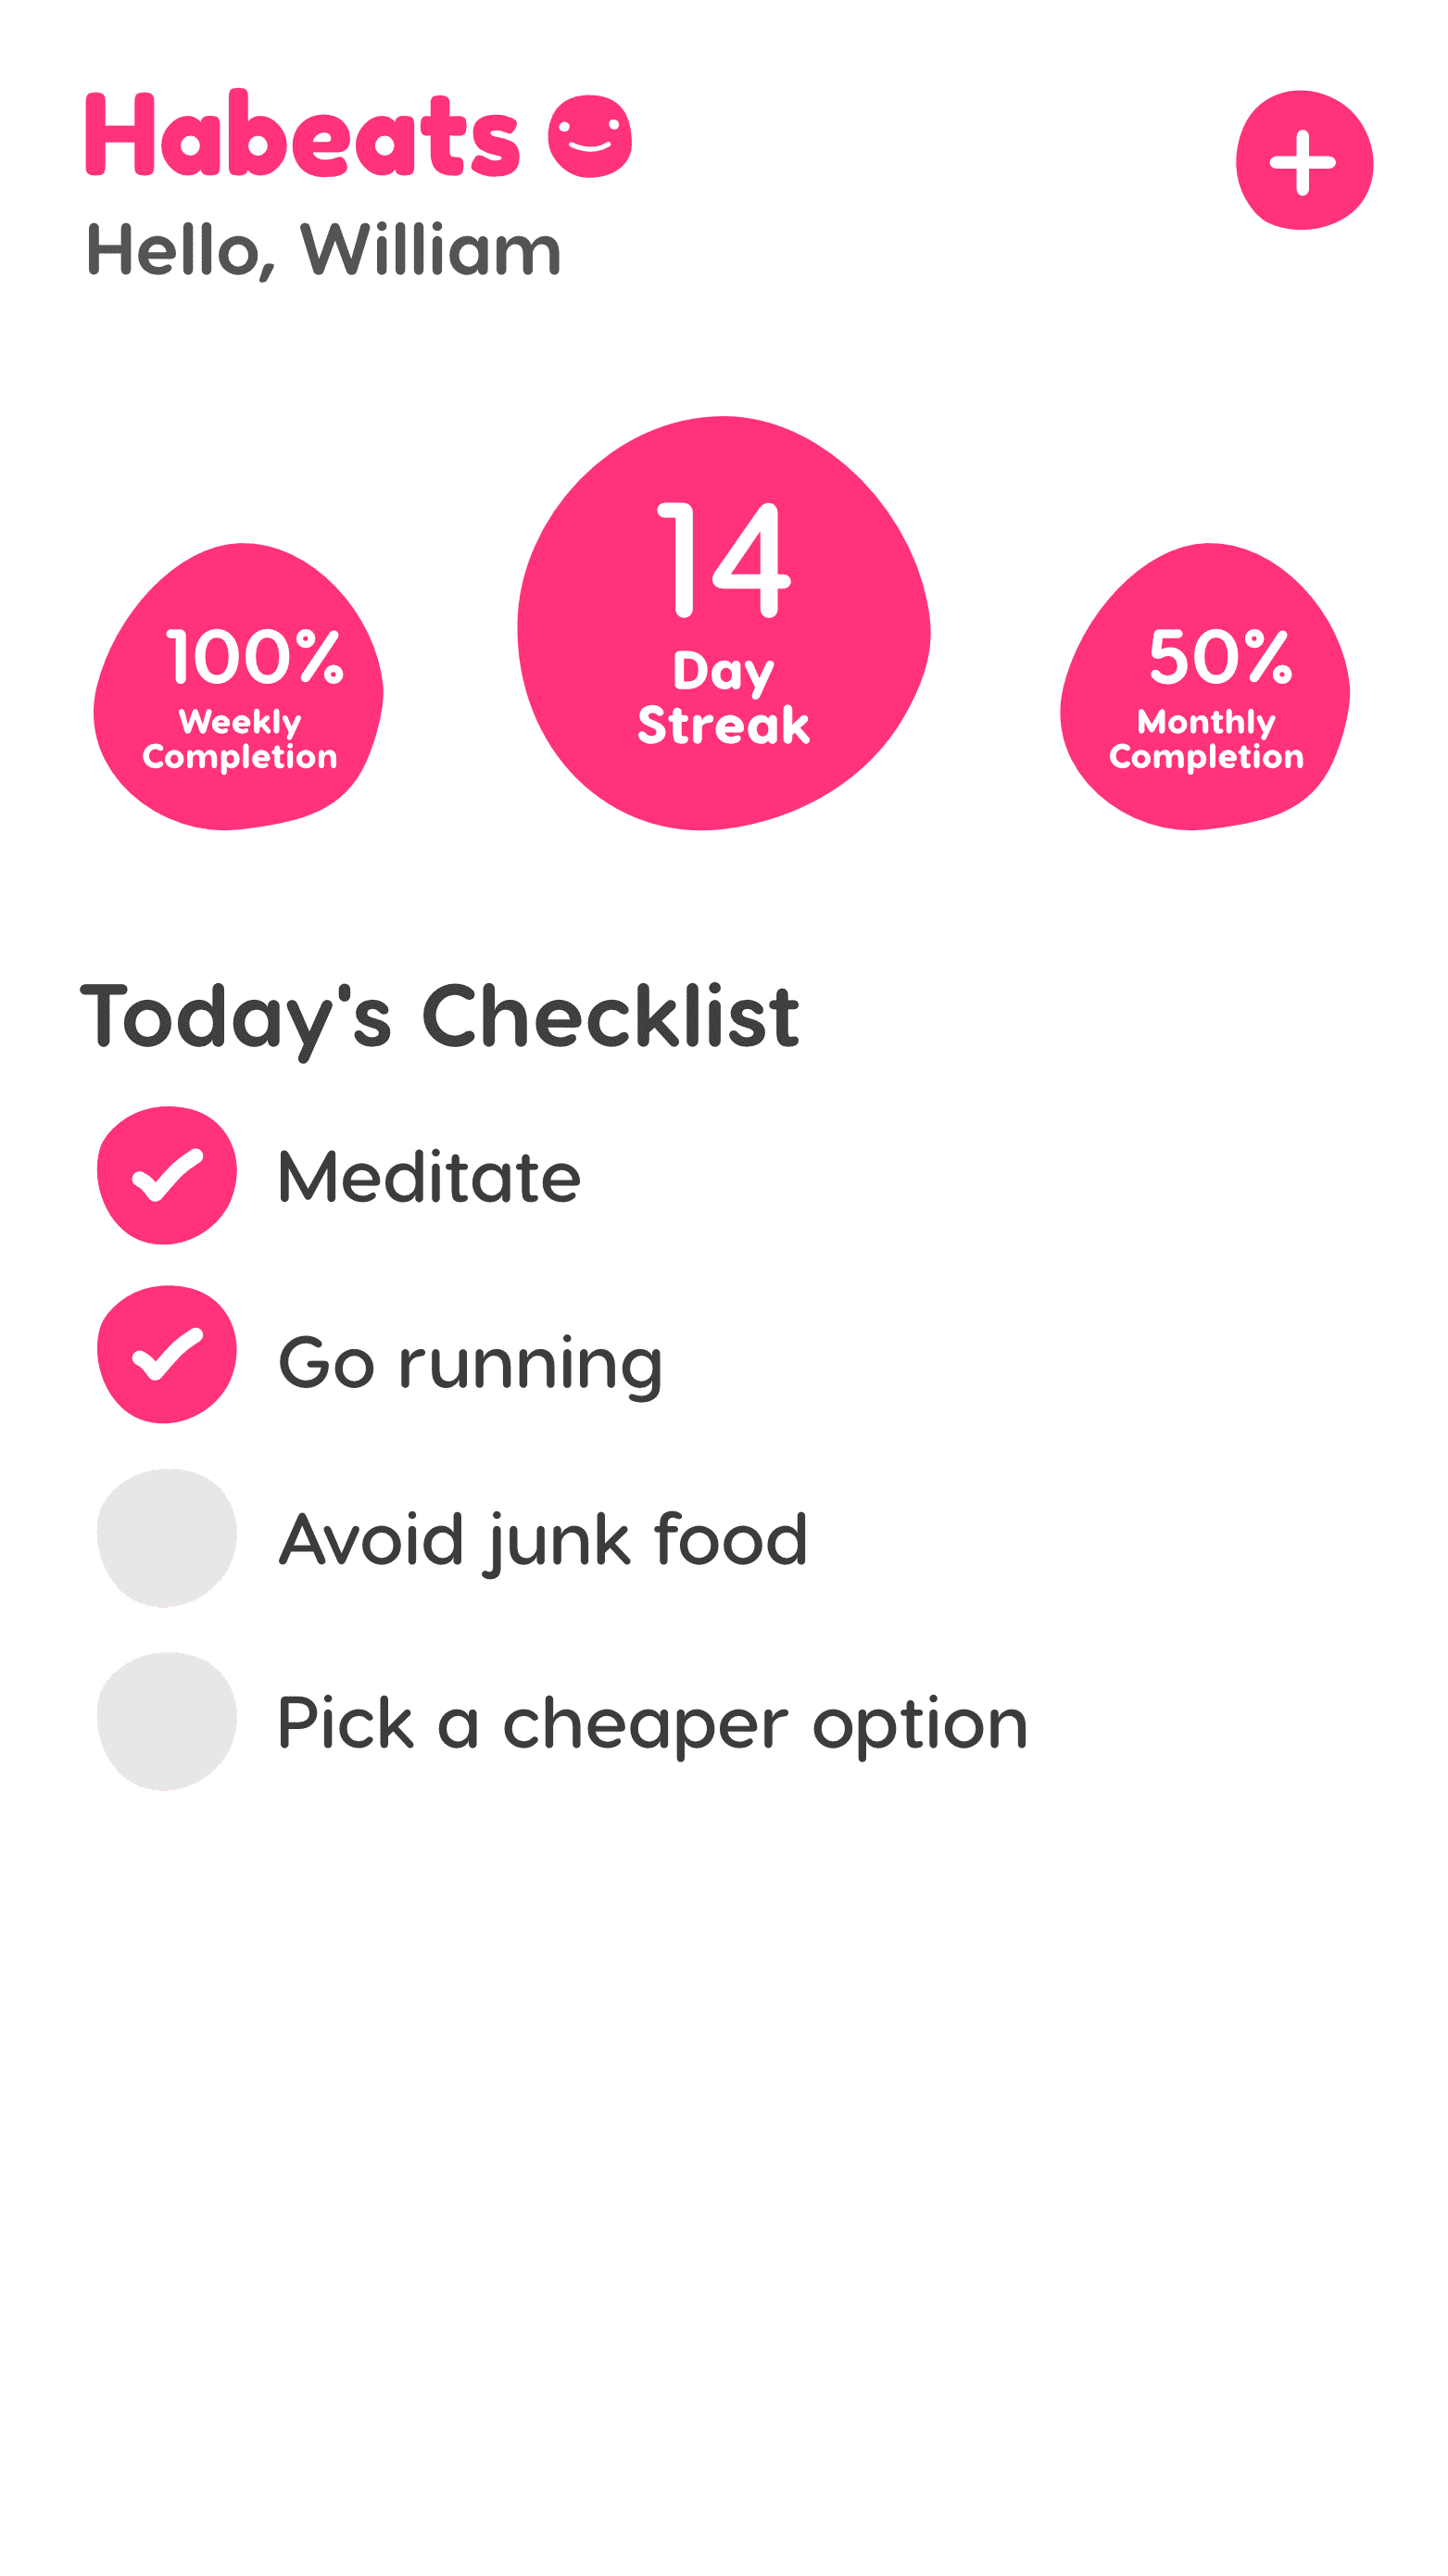 Habeats
Hello, William
14
Day
Streak
100%
Weekly
Completion
50%
Monthly
Completion
Today's Checklist
Meditate
Go running
Avoid junk food
Pick a cheaper option